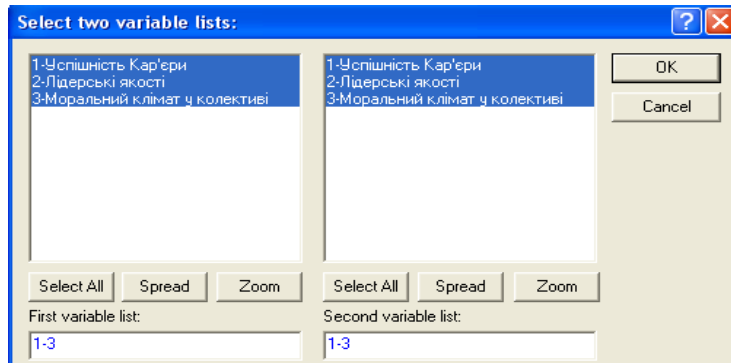 Select two variable lists:
1-Успішність Кар'єри
2-Лідерські якості
3-Моральний клімат у колективі
1-Успішність Кар'єри
2-Лідерські якості
3-Моральний клімат у колективі
OK
Cancel
Select All Spread Zoom
Select All Spread Zoom
First variable list:
1-3
Second variable list:
1-3